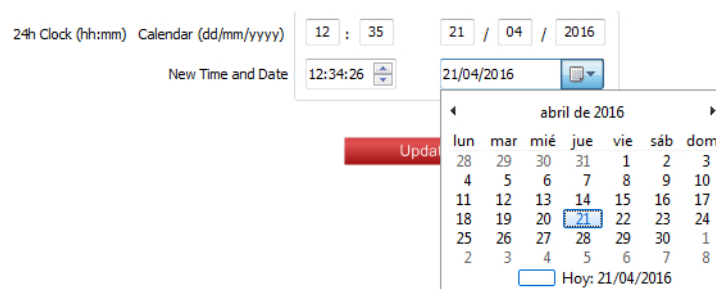 24h Clock (hh:mm) Calendar (dd/mm/yyyy) 12 : 35 21 / 04 / 2016
New Time and Date 12:34:26 21/04/2016
abril de 2016
Updat
lun mar mié jue vie sáb dom
28 29 30 31 1 2 3
4 5 6 7 8 9 10
11 12 13 14 15 16 17
18 19 20 21 22 23 24
25 26 27 28 29 30 1
2 3 4 5 6 7 8
Hoy: 21/04/2016